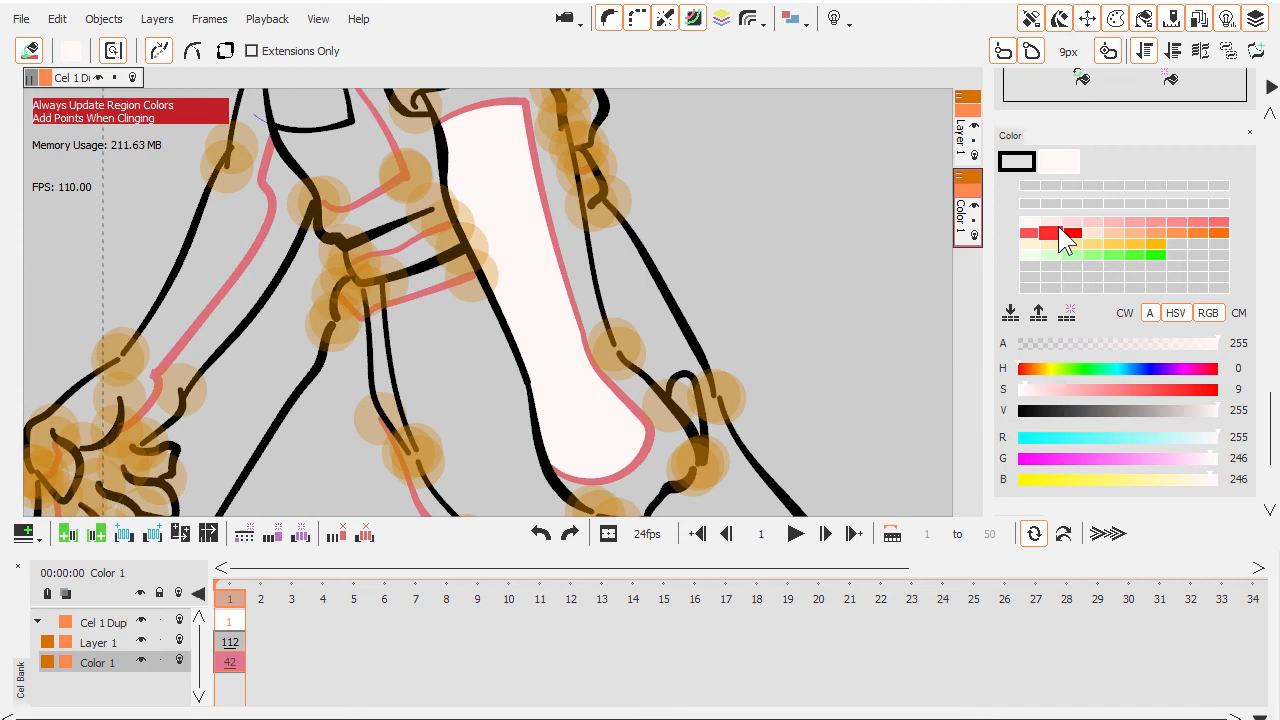 File Edit Objects Layers Frames Playback View Help
Extensions Only
9px
Cel 1 Du
Always Update Region Colors
Add Points When Clinging
Memory Usage: 211.63 MB
FPS: 110.00
Layer 1
Color 1
Color
CW A HSV RGB CM
A 255
H 0
S 9
V 255
R 255
G 246
B 246
24fps 1 1 to 50
00:00:00 Color 1
1 2 3 4 5 6 7 8 9 10 11 12 13 14 15 16 17 18 19 20 21 22 23 24 25 26 27 28 29 30 31 32 33 34
Cel 1 Dup 1
Layer 1 112
Color 1 42
Cel Bank